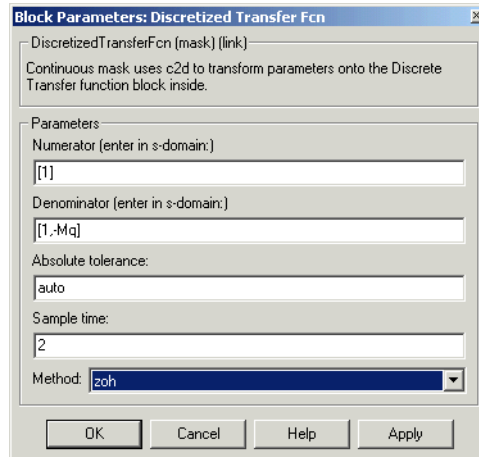 Block Parameters: Discretized Transfer Fcn
DiscretizedTransferFcn (mask) (link)
Continuous mask uses c2d to transform parameters onto the Discrete
Transfer function block inside.
Parameters
Numerator (enter in s-domain:)
[1]
Denominator (enter in s-domain:)
[1,-Mq]
Absolute tolerance:
auto
Sample time:
2
Method: zoh
OK Cancel Help Apply